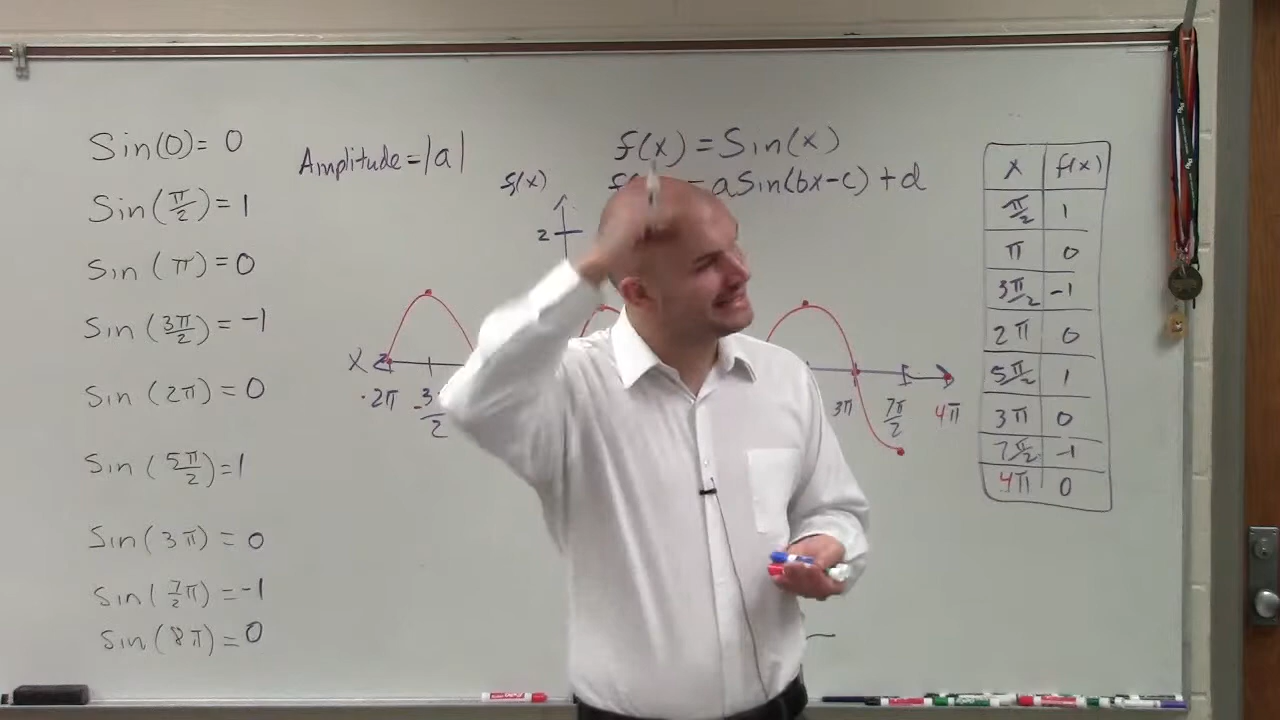 Sin(0)= 0
Sin(π/2)= 1
Sin(π)=0
Sin(3π/2)= -1
Sin(2π)= 0
Sin(5π/2)=1
Sin(3π)=0
Sin(7/2π)=-1
Sin(8π)=0
Amplitude=|a|
f(x)=Sin(x)
= aSin(bx-c)+d
f(x)
2
X
-2π
-3
2
3π
7π/2
4π
x f(x)
π/2 1
π 0
3π/2 -1
2π 0
5π/2 1
3π 0
7π/2 -1
4π 0